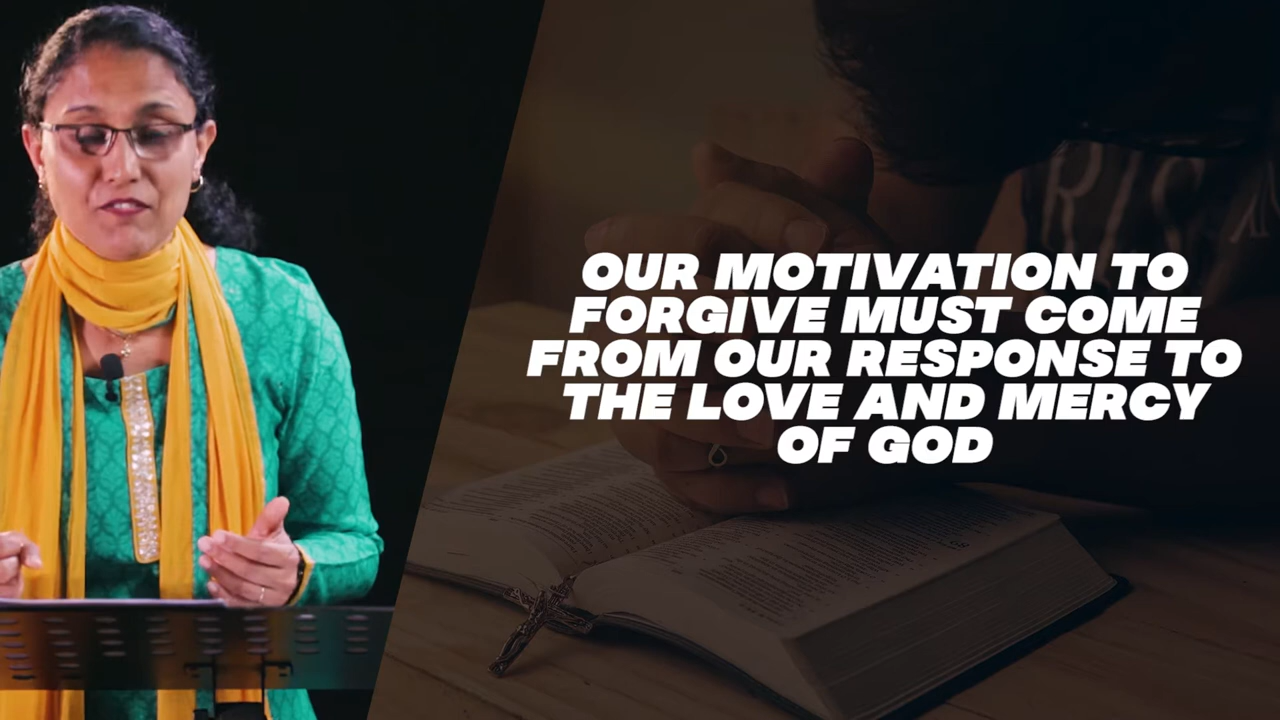 OUR MOTIVATION TO
FORGIVE MUST COME
FROM OUR RESPONSE TO
THE LOVE AND MERCY
OF GOD